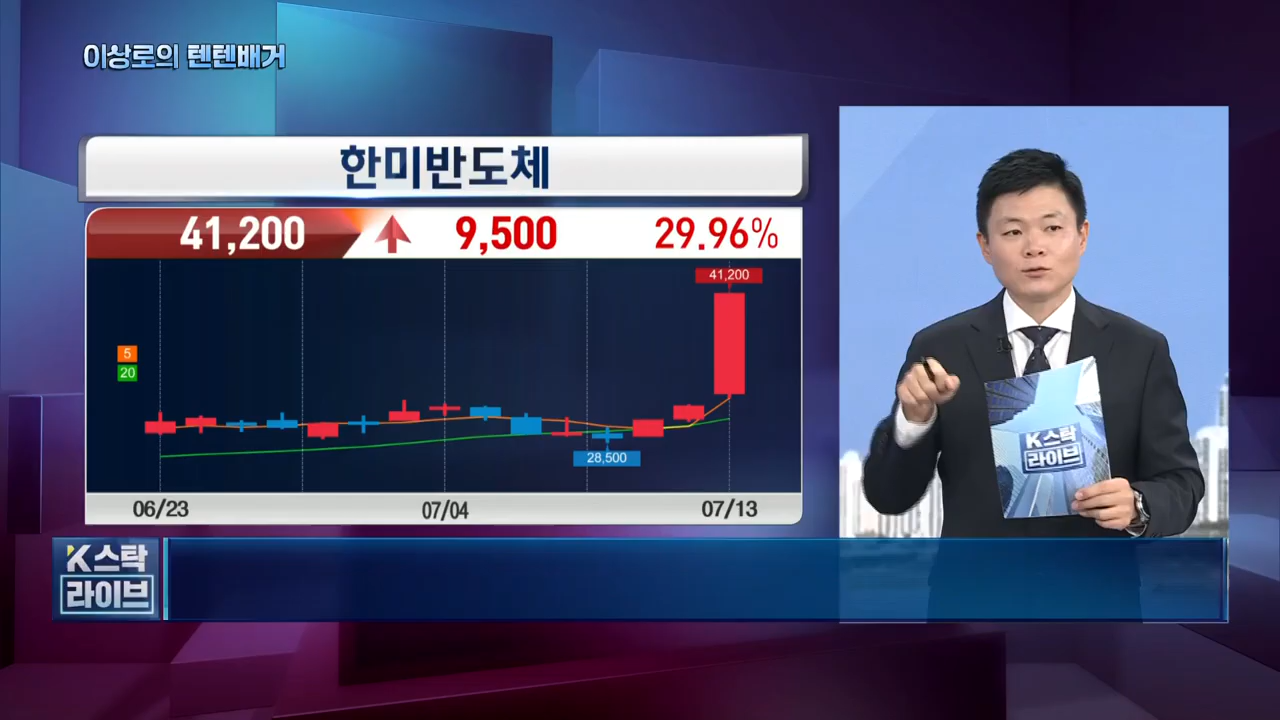 이상로의 텐텐배거
한미반도체
41,200 9,500 29.96%
41,200
5
20
28,500
06/23 07/04 07/13
K스탁
라이브
K스탁
라이브